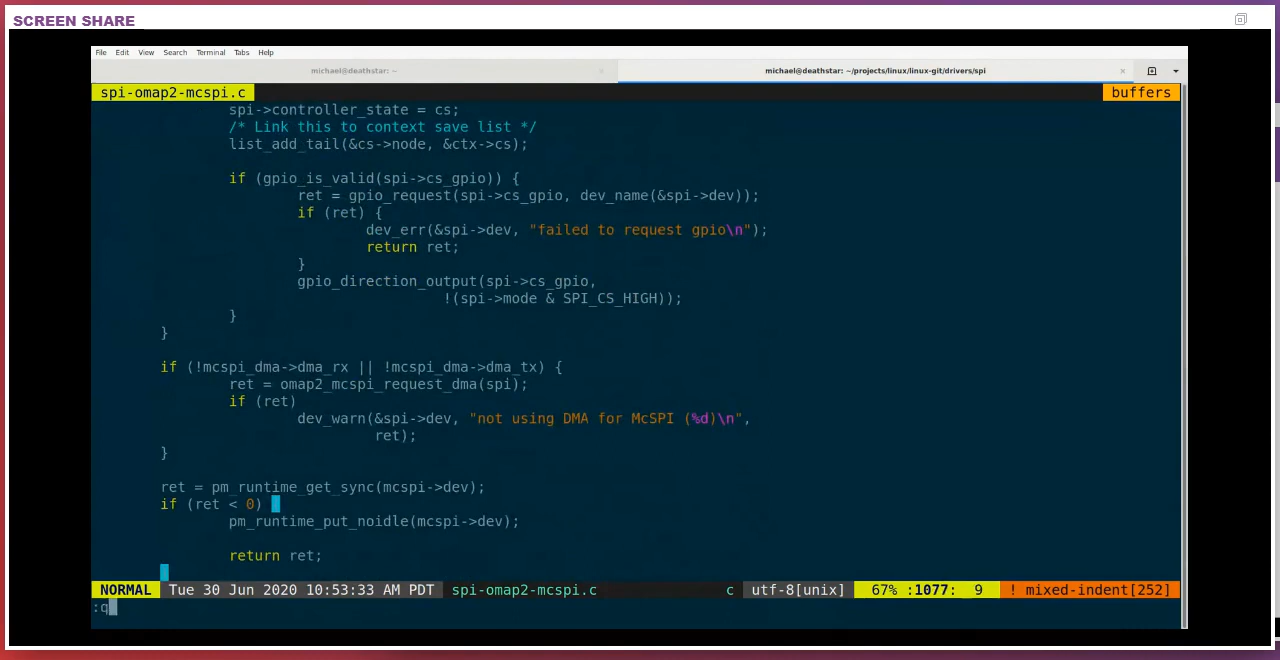 SCREEN SHARE
File Edit View Search Terminal Tabs Help
michael@deathstar: ~ × michael@deathstar: ~/projects/linux/linux-git/drivers/spi ×
spi-omap2-mcspi.c buffers
spi->controller_state = cs;
/* Link this to context save list */
list_add_tail(&cs->node, &ctx->cs);
if (gpio_is_valid(spi->cs_gpio)) {
ret = gpio_request(spi->cs_gpio, dev_name(&spi->dev));
if (ret) {
dev_err(&spi->dev, "failed to request gpio\n");
return ret;
}
gpio_direction_output(spi->cs_gpio,
!(spi->mode & SPI_CS_HIGH));
}
}
if (!mcspi_dma->dma_rx || !mcspi_dma->dma_tx) {
ret = omap2_mcspi_request_dma(spi);
if (ret)
dev_warn(&spi->dev, "not using DMA for McSPI (%d)\n",
ret);
}
ret = pm_runtime_get_sync(mcspi->dev);
if (ret < 0) {
pm_runtime_put_noidle(mcspi->dev);
return ret;
}
NORMAL Tue 30 Jun 2020 10:53:33 AM PDT spi-omap2-mcspi.c c utf-8[unix] 67% :1077: 9 ! mixed-indent[252]
:q